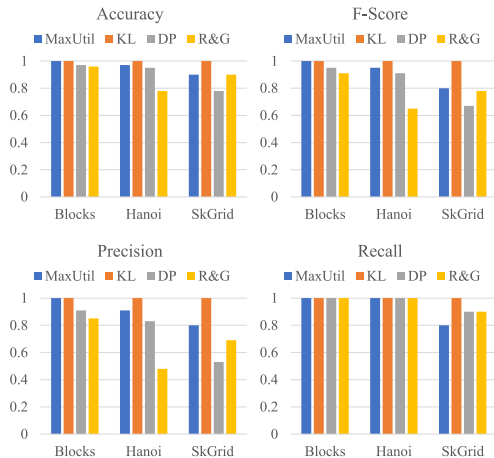 Accuracy
MaxUtil KL DP R&G
1
0.8
0.6
0.4
0.2
0
Blocks Hanoi SkGrid
F-Score
MaxUtil KL DP R&G
1
0.8
0.6
0.4
0.2
0
Blocks Hanoi SkGrid
Precision
MaxUtil KL DP R&G
1
0.8
0.6
0.4
0.2
0
Blocks Hanoi SkGrid
Recall
MaxUtil KL DP R&G
1
0.8
0.6
0.4
0.2
0
Blocks Hanoi SkGrid